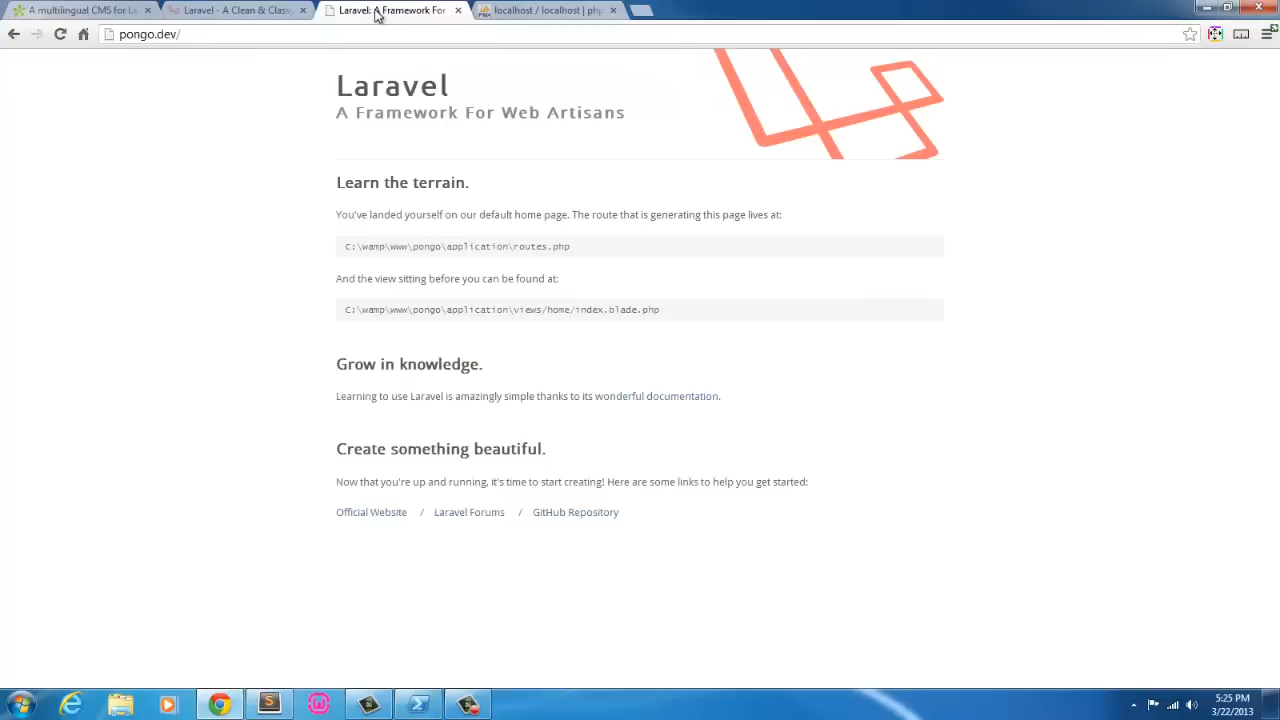 A multilingual CMS for La
Laravel - A Clean & Classy
Laravel: A Framework For
localhost / localhost | php
pongo.dev/
Laravel
A Framework For Web Artisans
Learn the terrain.
You've landed yourself on our default home page. The route that is generating this page lives at:
C:\wamp\www\pongo\application\routes.php
And the view sitting before you can be found at:
C:\wamp\www\pongo\application\views/home/index.blade.php
Grow in knowledge.
Learning to use Laravel is amazingly simple thanks to its wonderful documentation.
Create something beautiful.
Now that you're up and running, it's time to start creating! Here are some links to help you get started:
Official Website / Laravel Forums / GitHub Repository
5:25 PM
3/22/2013